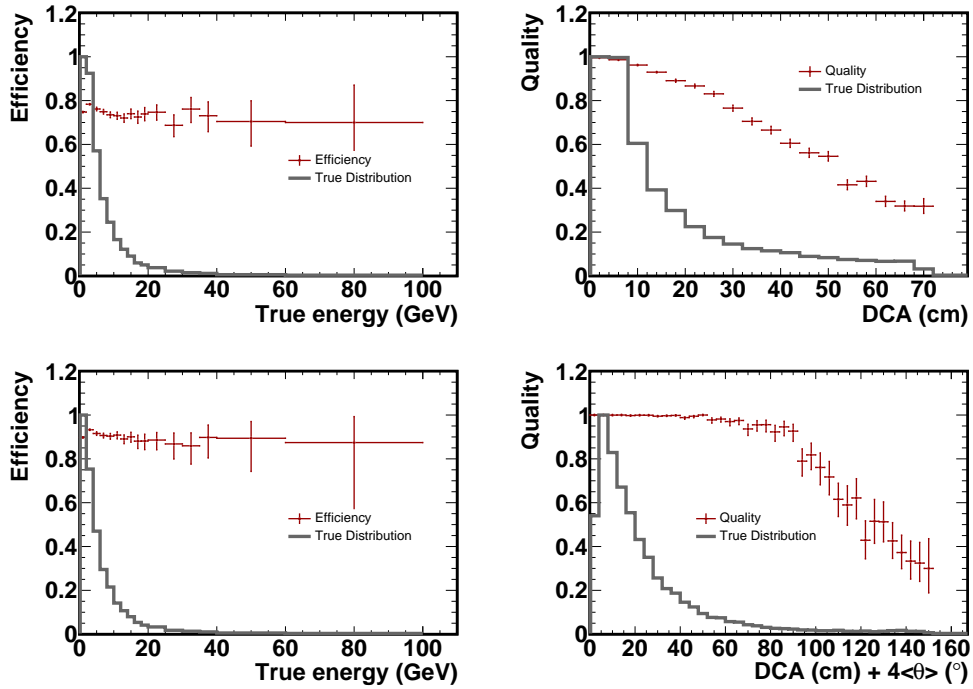 Efficiency
1.2
1
0.8
0.6
0.4
0.2
0
Efficiency
True Distribution
0 20 40 60 80 100
True energy (GeV)
Quality
1.2
1
0.8
0.6
0.4
0.2
0
Quality
True Distribution
0 10 20 30 40 50 60 70
DCA (cm)
Efficiency
1.2
1
0.8
0.6
0.4
0.2
0
Efficiency
True Distribution
0 20 40 60 80 100
True energy (GeV)
Quality
1.2
1
0.8
0.6
0.4
0.2
0
Quality
True Distribution
0 20 40 60 80 100 120 140 160
DCA (cm) + 4<θ> (°)